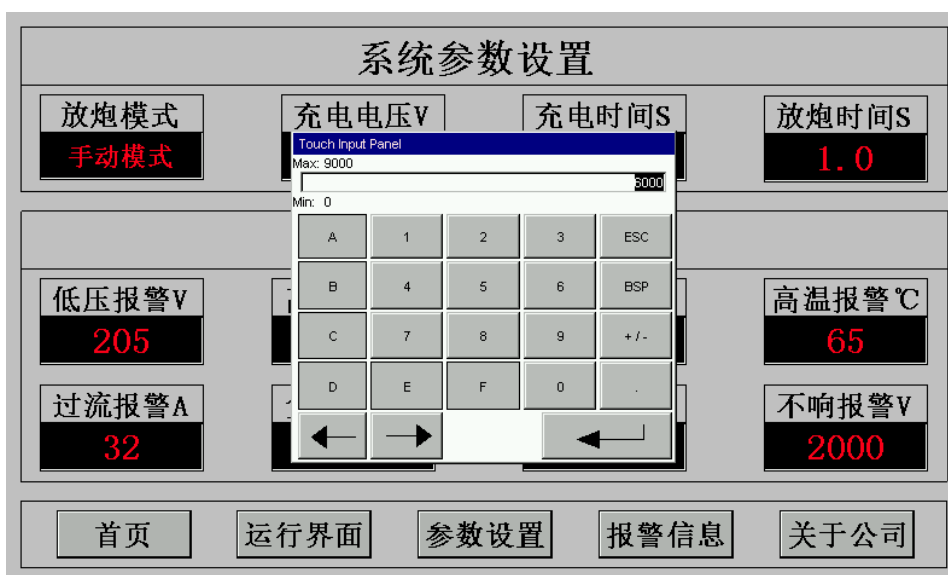 系统参数设置
放炮模式
充电电压V
充电时间S
放炮时间S
手动模式
1.0
Touch Input Panel
Max: 9000
6000
Min: 0
A 1 2 3 ESC
B 4 5 6 BSP
C 7 8 9 +/-
D E F 0 .
低压报警V
205
高温报警℃
65
过流报警A
32
不响报警V
2000
首页 运行界面 参数设置 报警信息 关于公司